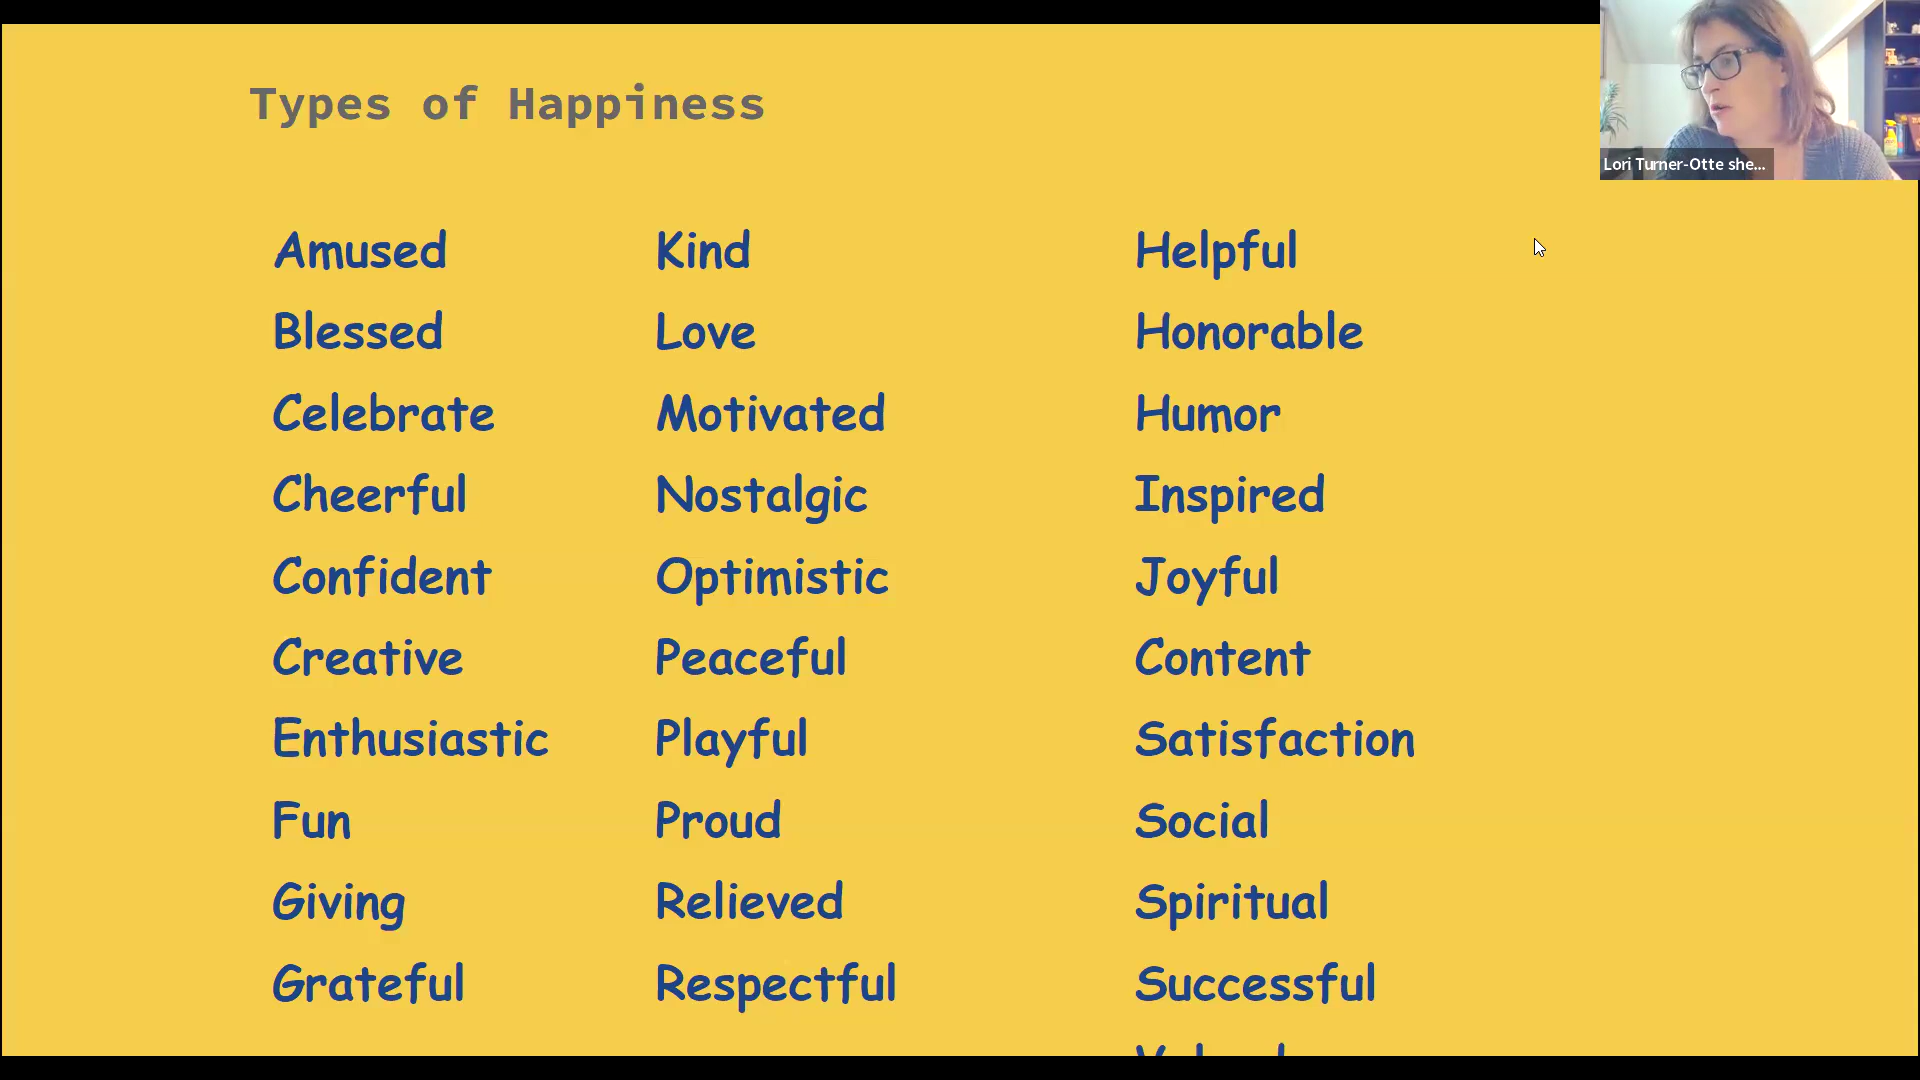 Types of Happiness
Lori Turner-Otte she...
Amused
Blessed
Celebrate
Cheerful
Confident
Creative
Enthusiastic
Fun
Giving
Grateful
Kind
Love
Motivated
Nostalgic
Optimistic
Peaceful
Playful
Proud
Relieved
Respectful
Helpful
Honorable
Humor
Inspired
Joyful
Content
Satisfaction
Social
Spiritual
Successful